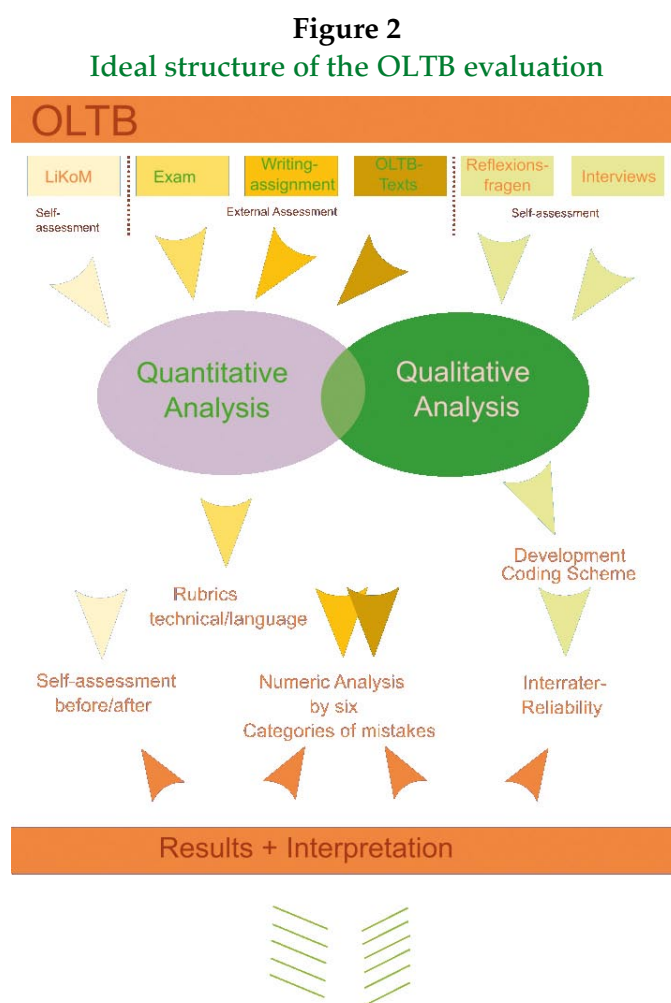 Figure 2
Ideal structure of the OLTB evaluation
OLTB
LiKoM
Exam
Writing-
assignment
OLTB-
Texts
Reflexions-
fragen
Interviews
Self-
assessment
External Assessment
Self-assessment
Quantitative
Analysis
Qualitative
Analysis
Development
Coding Scheme
Rubrics
technical/language
Self-assessment
before/after
Numeric Analysis
by six
Categories of mistakes
Interrater-
Reliability
Results + Interpretation